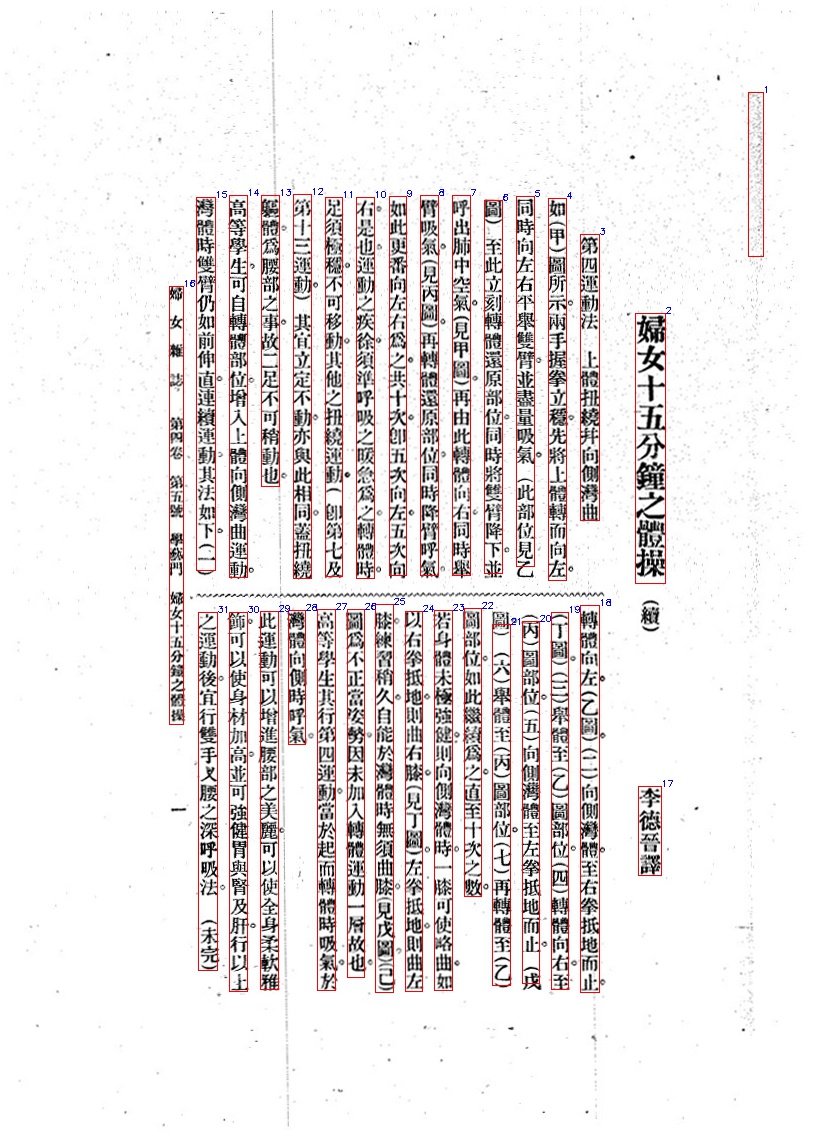 婦女十五分鐘之體操
(續)
李德晉譯
第四運動法　上體扭繞幷向側灣曲
如(甲)圖所示兩手握拳立穩先將上體轉而向左
同時向左右平舉雙臂並盡量吸氣(此部位見乙
圖)至此立刻轉體還原部位同時將雙臂降下並
呼出肺中空氣(見甲圖)再由此轉體向右同時舉
臂吸氣(見丙圖)再轉體還原部位同時降臂呼氣
如此更番向左右爲之共十次卽五次向左五次向
右是也運動之疾徐須準呼吸之暖急爲之轉體時
足須極穩不可移動其他之扭繞運動(卽第七及
第十三運動)其宜立定不動亦與此相同蓋扭繞
軀體爲腰部之事故二足不可稍動也
高等學生可自轉體部位增入上體向側灣曲運動
灣體時雙臂仍如前伸直連續運動其法如下(一)
轉體向左(乙圖)(二)向側灣體至右拳抵地而止
(丁圖)(三)舉體至(乙)圖部位(四)轉體向右至
(丙)圖部位(五)向側灣體至左拳抵地而止(戊
圖)(六)舉體至(丙)圖部位(七)再轉體至(乙)
圖部位如此繼續爲之直至十次之數
若身體未極強健則向側灣體時一膝可使略曲如
以右拳抵地則曲右膝(見丁圖)左拳抵地則曲左
膝練習稍久自能於灣體時無須曲膝(見戊圖)(己)
圖爲不正當姿勢因未加入轉體運動一層故也
高等學生其行第四運動當於起而轉體時吸氣於
灣體向側時呼氣
此運動可以增進腰部之美麗可以使全身柔軟雅
飾可以使身材加高並可強健胃與腎及肝行以上
之運動後宜行雙手叉腰之深呼吸法　(未完)
婦女雜誌　第四卷　第五號　學藝門　婦女十五分鐘之體操
一